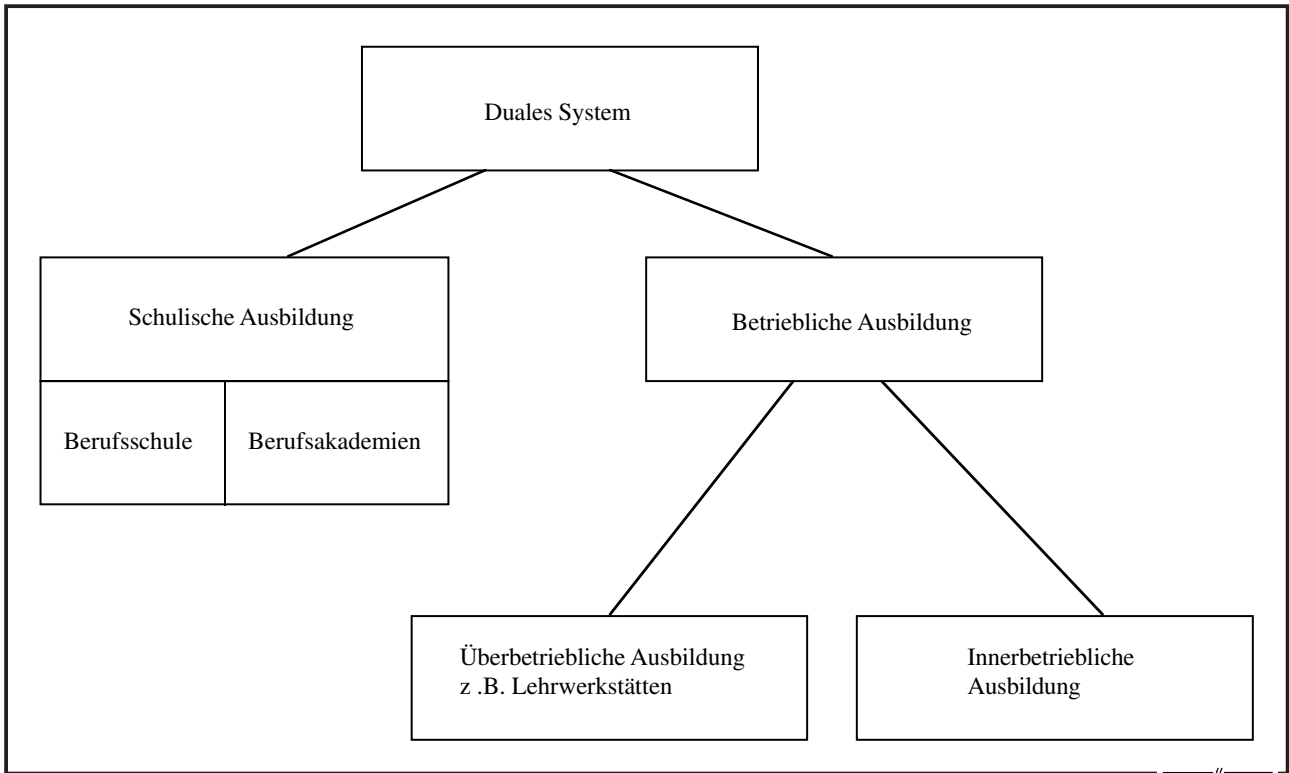 Duales System
Schulische Ausbildung
Betriebliche Ausbildung
Berufsschule
Berufsakademien
Überbetriebliche Ausbildung
z .B. Lehrwerkstätten
Innerbetriebliche
Ausbildung